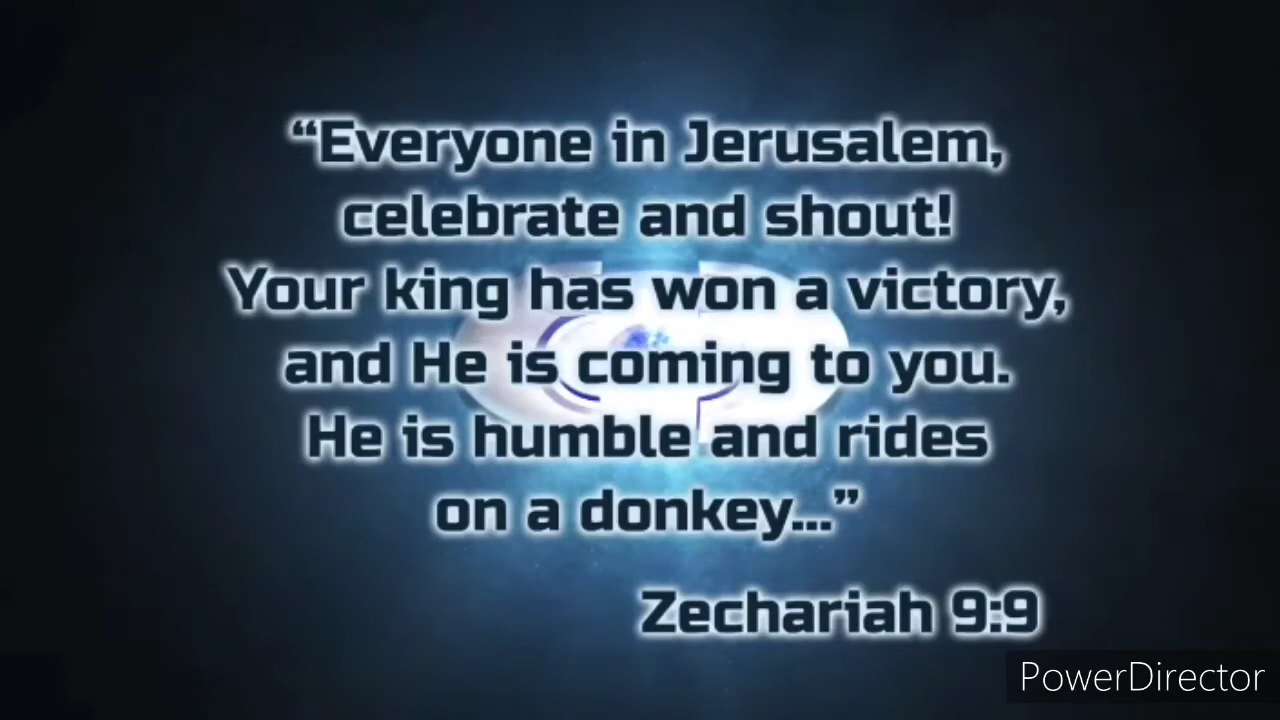 “Everyone in Jerusalem,
celebrate and shout!
Your king has won a victory,
and He is coming to you.
He is humble and rides
on a donkey...”
Zechariah 9:9
PowerDirector